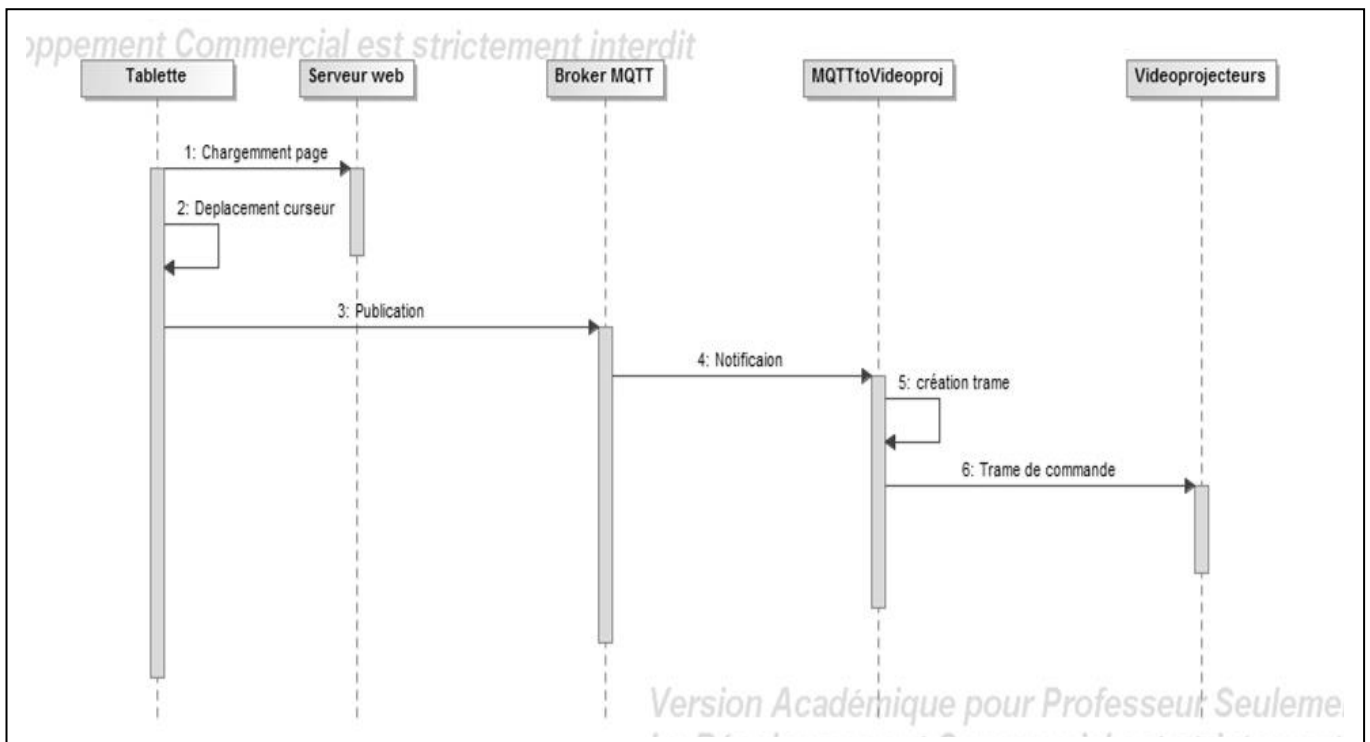 oppement Commercial est strictement interdit
Tablette
Serveur web
Broker MQTT
MQTTtoVideoproj
Videoprojecteurs
1: Chargemment page
2: Deplacement curseur
3: Publication
4: Notificaion
5: création trame
6: Trame de commande
Version Académique pour Professeur Seuleme